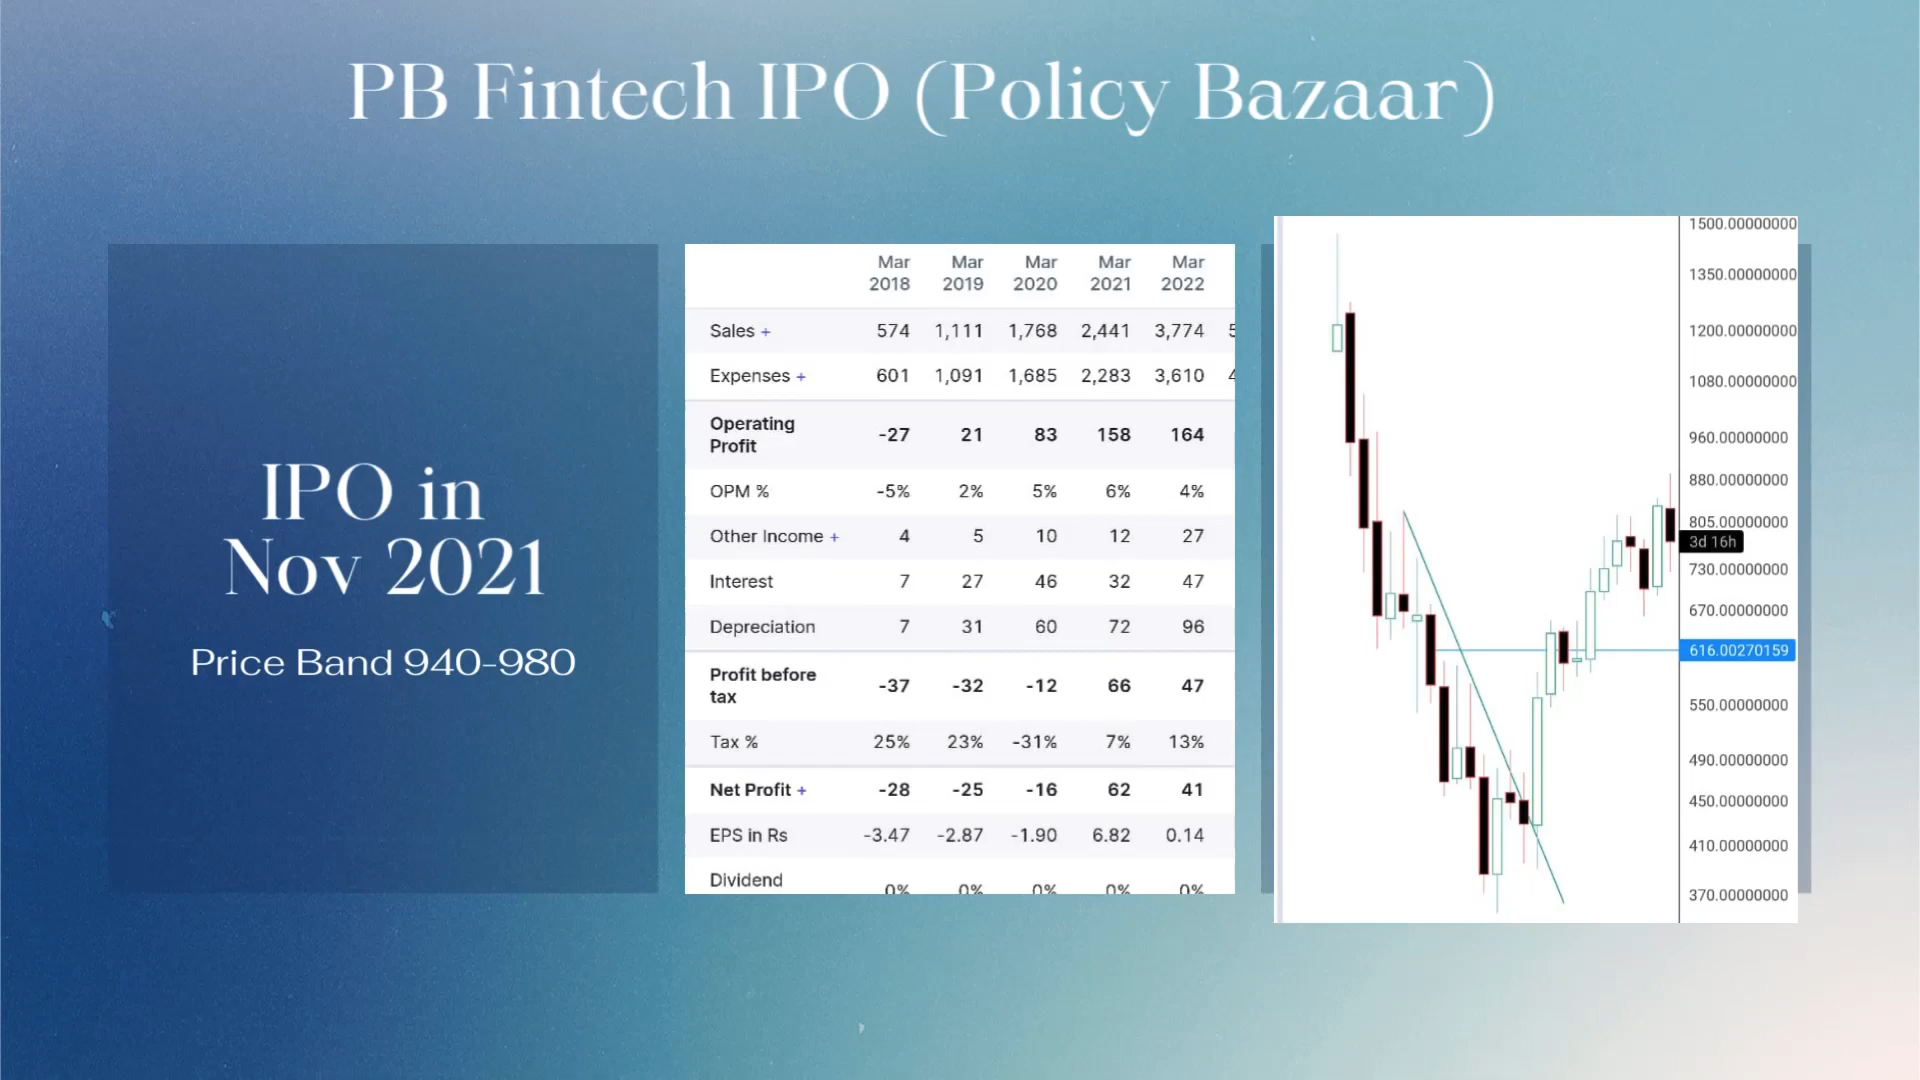 PB Fintech IPO (Policy Bazaar)
IPO in
Nov 2021
Price Band 940-980
Mar Mar Mar Mar Mar
2018 2019 2020 2021 2022
Sales + 574 1,111 1,768 2,441 3,774 5
Expenses + 601 1,091 1,685 2,283 3,610 4
Operating
Profit -27 21 83 158 164
OPM % -5% 2% 5% 6% 4%
Other Income + 4 5 10 12 27
Interest 7 27 46 32 47
Depreciation 7 31 60 72 96
Profit before
tax -37 -32 -12 66 47
Tax % 25% 23% -31% 7% 13%
Net Profit + -28 -25 -16 62 41
EPS in Rs -3.47 -2.87 -1.90 6.82 0.14
Dividend
0% 0% 0% 0% 0%
1500.00000000
1350.00000000
1200.00000000
1080.00000000
960.00000000
880.00000000
805.00000000
3d 16h
730.00000000
670.00000000
616.00270159
550.00000000
490.00000000
450.00000000
410.00000000
370.00000000